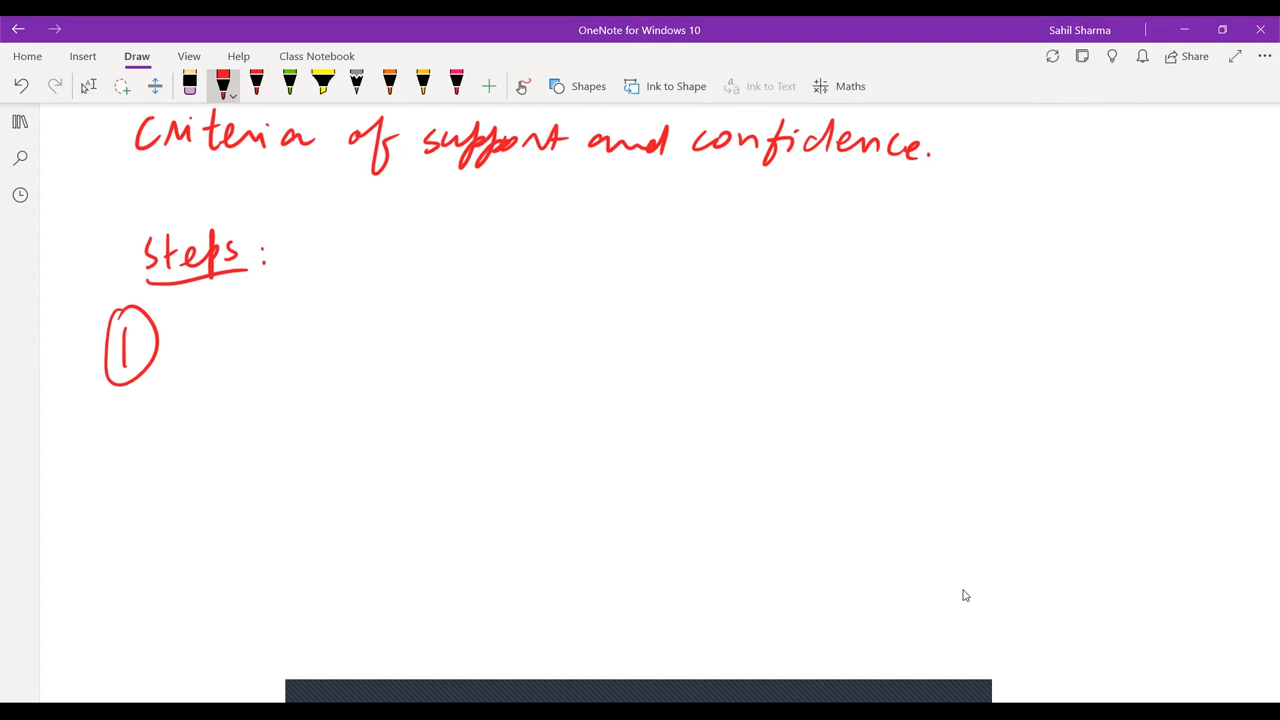 OneNote for Windows 10
Sahil Sharma
Home Insert Draw View Help Class Notebook
Share
Shapes Ink to Shape Ink to Text Maths
Criteria of support and confidence.
Steps :
1